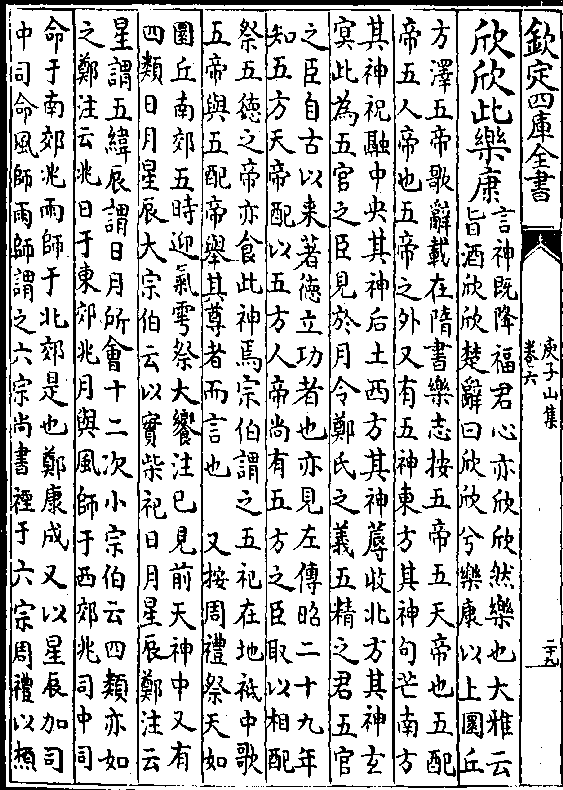 欽定四庫全書
庾子山集
卷六
二十九
欣欣此樂康
言神既降福君心亦欣欣然樂也大雅云
旨酒欣欣楚辭曰欣欣兮樂康以上圜丘
方澤五帝歌辭載在隋書樂志按五帝五天帝也五配
帝五人帝也五帝之外又有五神東方其神句芒南方
其神祝融中央其神后土西方其神蓐收北方其神玄
冥此為五官之臣見於月令鄭氏之義五精之君五官
之臣自古以来著德立功者也亦見左傳昭二十九年
知五方天帝配以五方人帝尚有五方之臣取以相配
祭五德之帝亦食此神焉宗伯謂之五祀在地祇中歌
五帝與五配帝舉其尊者而言也　又按周禮祭天如
圜丘南郊五時迎氣雩祭大饗注已見前天神中又有
四類日月星辰大宗伯云以實柴祀日月星辰鄭注云
星謂五緯辰謂日月所會十二次小宗伯云四類亦如
之鄭注云兆日于東郊兆月與風師于西郊兆司中司
命于南郊兆雨師于北郊是也鄭康成又以星辰加司
中司命風師雨師謂之六宗尚書禋于六宗周禮以槱